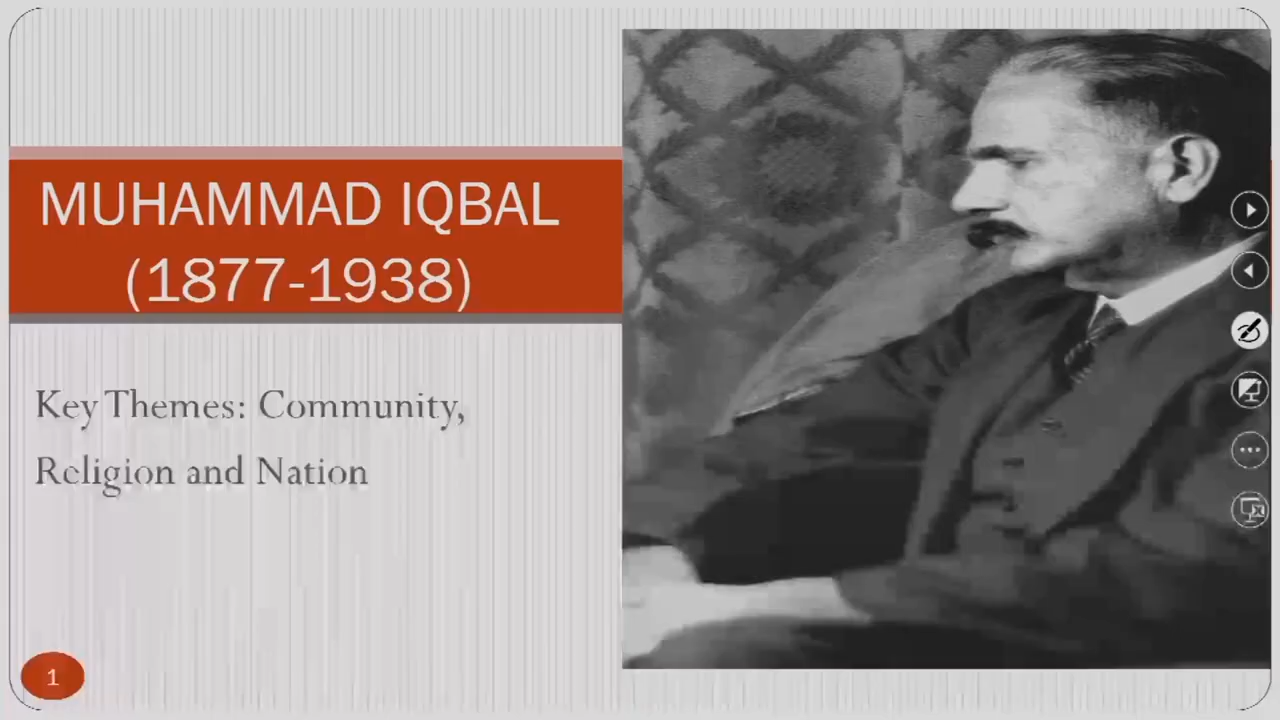 MUHAMMAD IQBAL
(1877-1938)
Key Themes: Community,
Religion and Nation
1